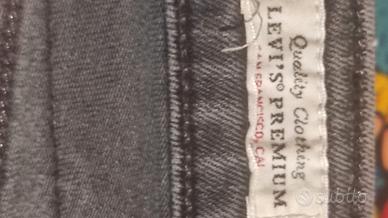 Quality Clothing
LEVI'S® PREMIUM
SAN FRANCISCO, CAL
subito